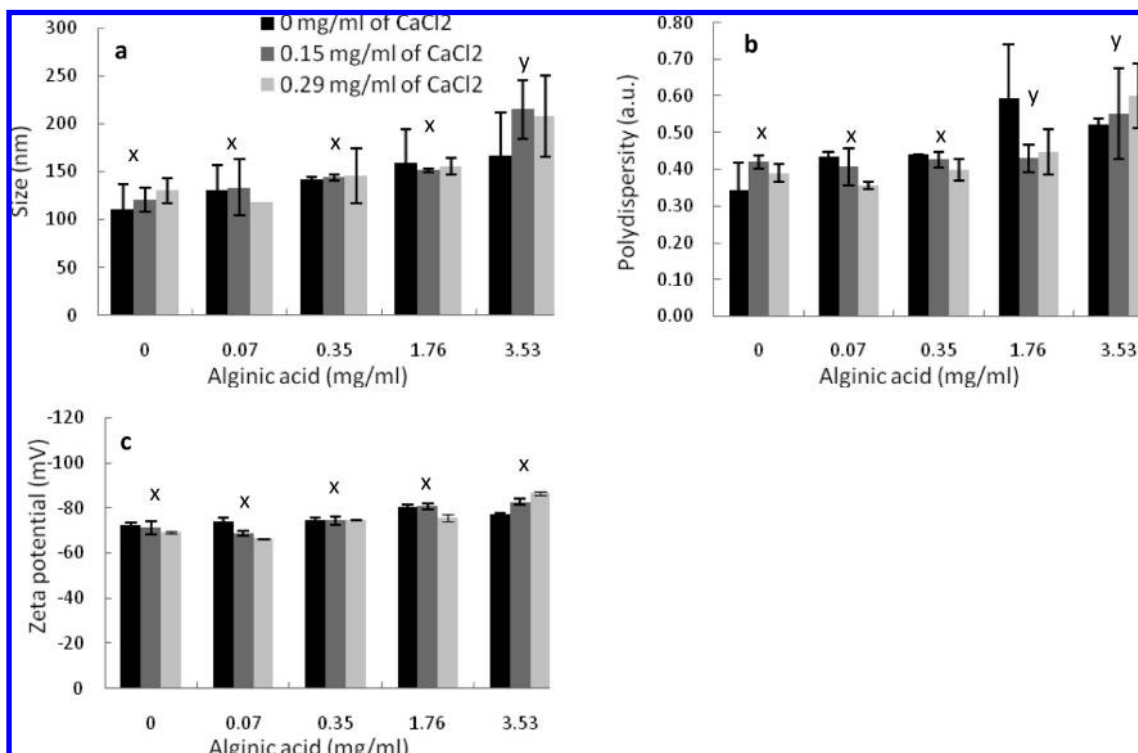 300
250
200
150
100
50
0
Size (nm)
a
0 mg/ml of CaCl2
0.15 mg/ml of CaCl2
0.29 mg/ml of CaCl2
x
x
x
x
y
0 0.07 0.35 1.76 3.53
Alginic acid (mg/ml)
0.80
0.70
0.60
0.50
0.40
0.30
0.20
0.10
0.00
Polydispersity (a.u.)
b
x
x
x
y
y
0 0.07 0.35 1.76 3.53
Alginic acid (mg/ml)
-120
-100
-80
-60
-40
-20
0
Zeta potential (mV)
c
x
x
x
x
x
0 0.07 0.35 1.76 3.53
Alginic acid (mg/ml)